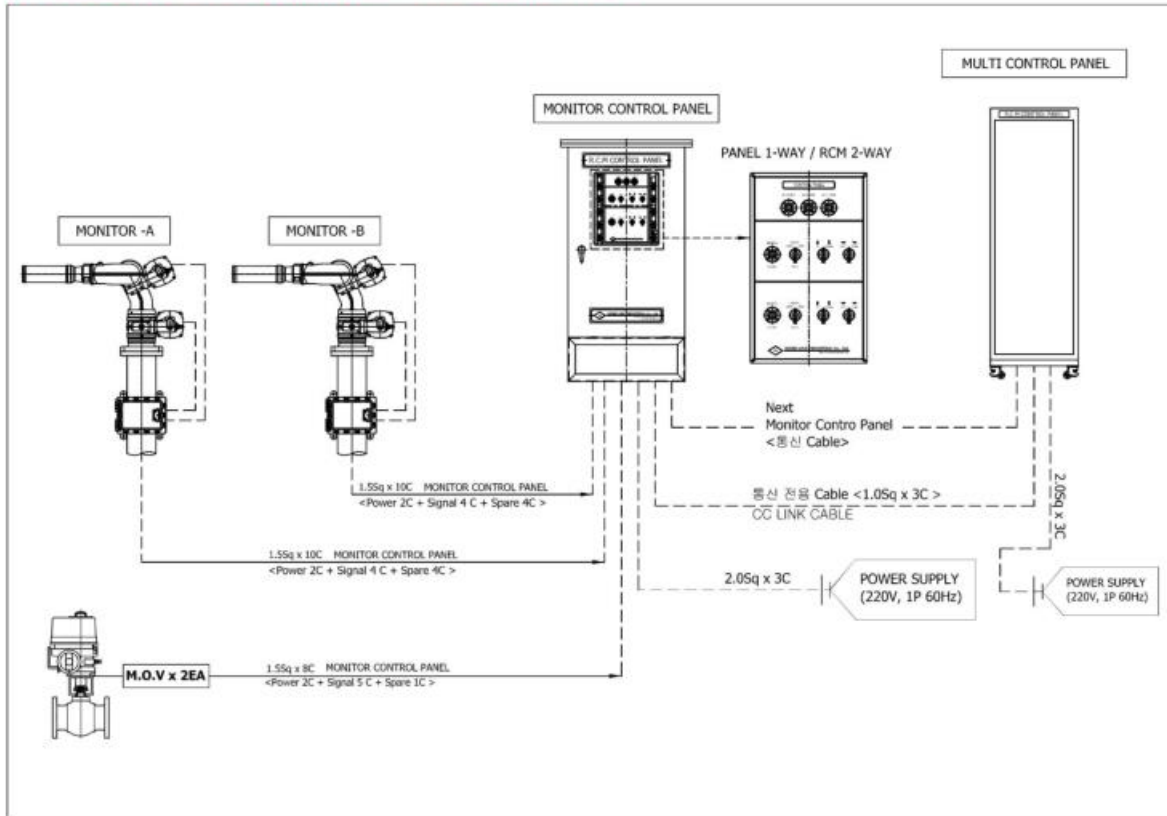 MULTI CONTROL PANEL
MONITOR CONTROL PANEL
PANEL 1-WAY / RCM 2-WAY
R.C.M CONTROL PANEL
MONITOR -A
MONITOR -B
Next
Monitor Contro Panel
<통신 Cable>
1.5Sq x 10C MONITOR CONTROL PANEL
<Power 2C + Signal 4 C + Spare 4C >
통신 전용 Cable <1.0Sq x 3C >
CC LINK CABLE
2.0Sq x 3C
1.5Sq x 10C MONITOR CONTROL PANEL
<Power 2C + Signal 4 C + Spare 4C >
2.0Sq x 3C
POWER SUPPLY
(220V, 1P 60Hz)
POWER SUPPLY
(220V, 1P 60Hz)
M.O.V x 2EA
1.5Sq x 8C MONITOR CONTROL PANEL
<Power 2C + Signal 5 C + Spare 1C >